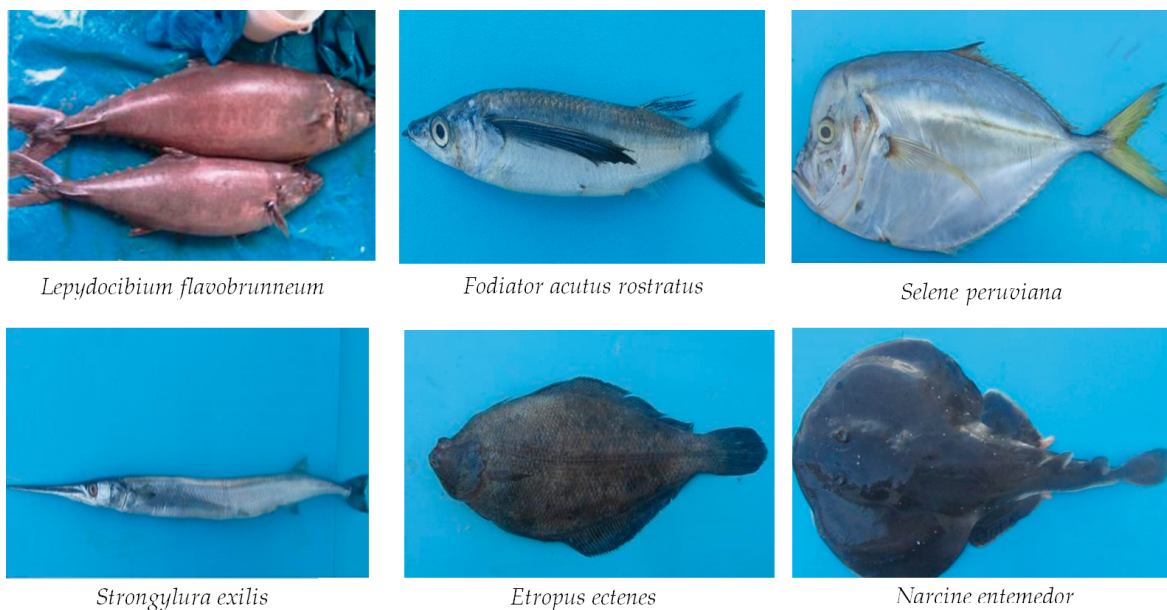 Lepydocibium flavobrunneum
Fodiator acutus rostratus
Selene peruviana
Strongylura exilis
Etropus ectenes
Narcine entemedor